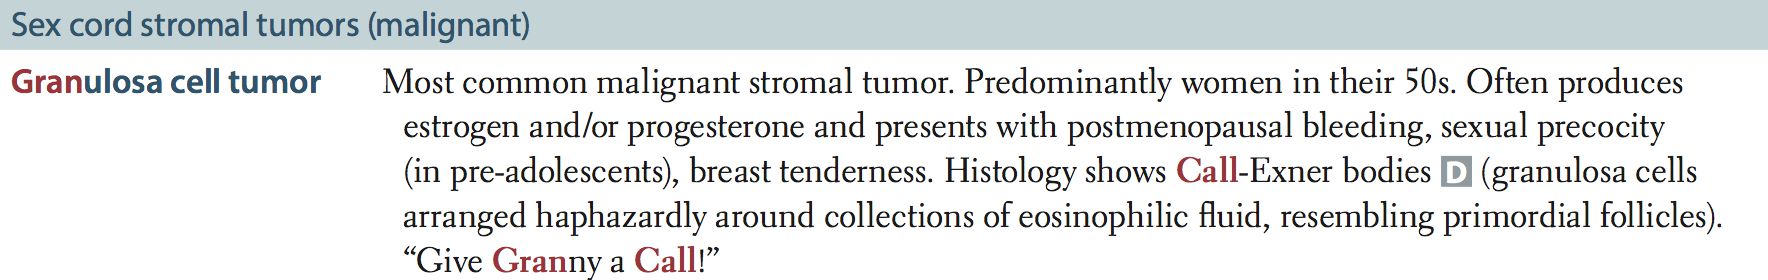 Sex cord stromal tumors (malignant)
Granulosa cell tumor Most common malignant stromal tumor. Predominantly women in their 50s. Often produces
estrogen and/or progesterone and presents with postmenopausal bleeding, sexual precocity
(in pre-adolescents), breast tenderness. Histology shows Call-Exner bodies D (granulosa cells
arranged haphazardly around collections of eosinophilic fluid, resembling primordial follicles).
“Give Granny a Call!”